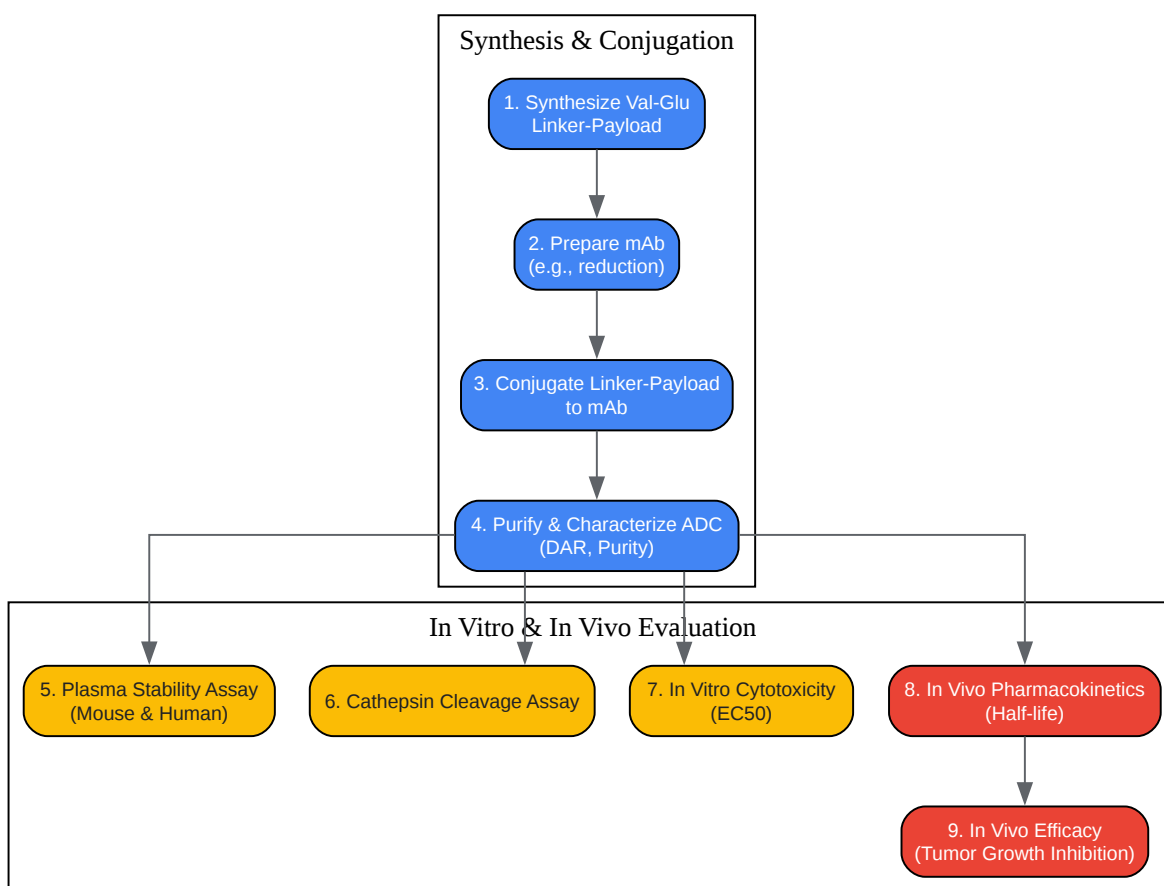 Synthesis & Conjugation
1. Synthesize Val-Glu
Linker-Payload
2. Prepare mAb
(e.g., reduction)
3. Conjugate Linker-Payload
to mAb
4. Purify & Characterize ADC
(DAR, Purity)
In Vitro & In Vivo Evaluation
5. Plasma Stability Assay
(Mouse & Human)
6. Cathepsin Cleavage Assay
7. In Vitro Cytotoxicity
(EC50)
8. In Vivo Pharmacokinetics
(Half-life)
9. In Vivo Efficacy
(Tumor Growth Inhibition)